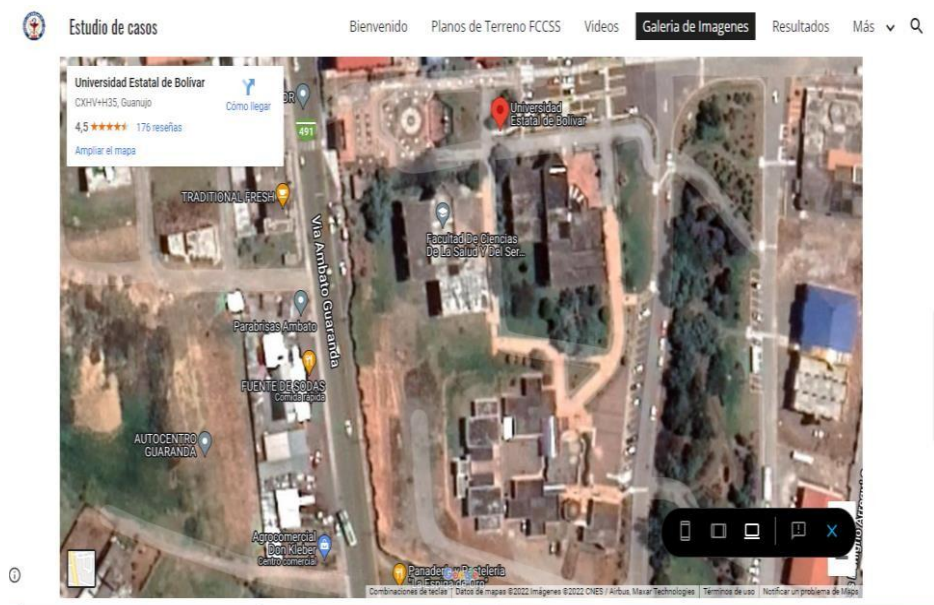 Estudio de casos
Bienvenido
Planos de Terreno FCCSS
Videos
Galeria de Imagenes
Resultados
Más
Universidad Estatal de Bolívar
CXHV+H35, Guanujo
Cómo llegar
4,5
176 reseñas
Ampliar el mapa
491
Universidad
Estatal de Bolívar
TRADITIONAL FRESH
Facultad De Ciencias
De La Salud Y Del Ser...
Vía Ambato Guaranda
Parabrisas Ambato
FUENTE DE SODAS
Comida rápida
AUTOCENTRO
GUARANDA
Agrocomercial
Don Kleber
Centro comercial
Panadería y Pastelería
Combinaciones de teclas
Datos de mapas ©2022 Imágenes ©2022 CNES / Airbus, Maxar Technologies
Términos de uso
Notificar un problema de Maps